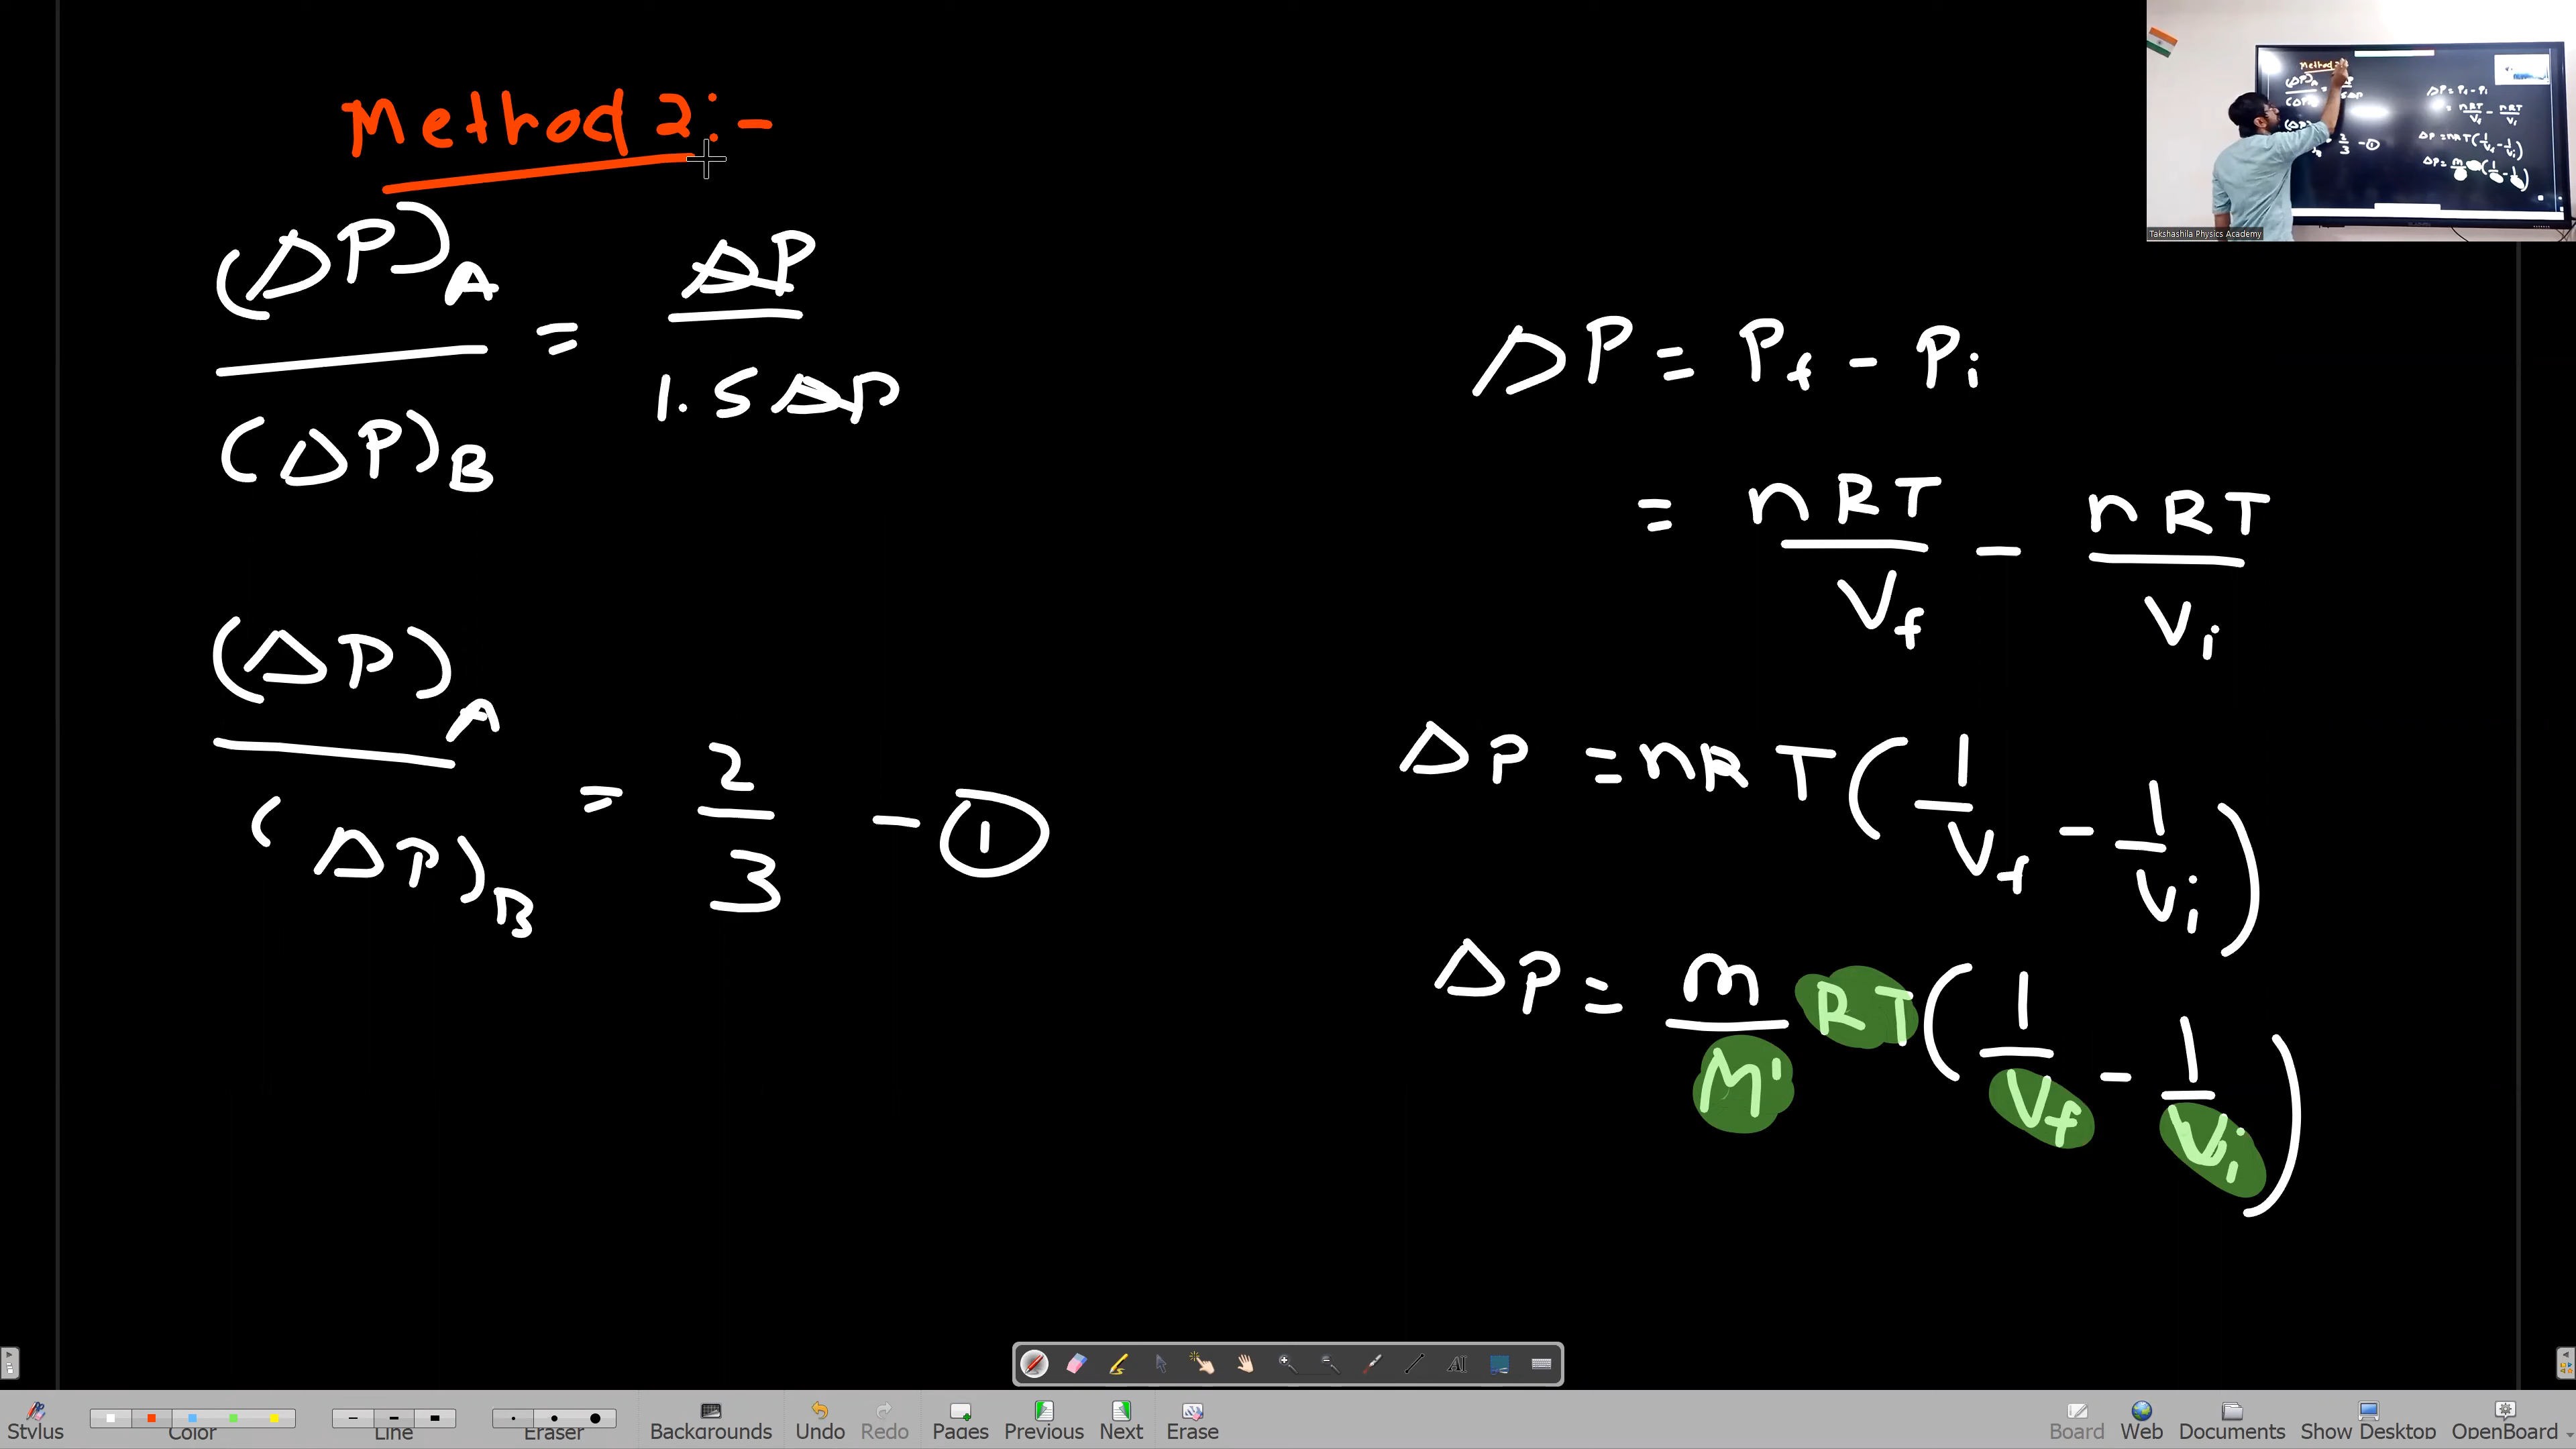 Method 2:-
(ΔP)A / (ΔP)B = ΔP / 1.5 ΔP
(ΔP)A / (ΔP)B = 2/3 - ①
ΔP = Pf - Pi
= nRT/Vf - nRT/Vi
ΔP = nRT(1/Vf - 1/Vi)
ΔP = m/M' RT(1/Vf - 1/Vi)
Takshashila Physics Academy
Stylus
Color
Line
Eraser
Backgrounds
Undo
Redo
Pages
Previous
Next
Erase
Board
Web
Documents
Show Desktop
OpenBoard